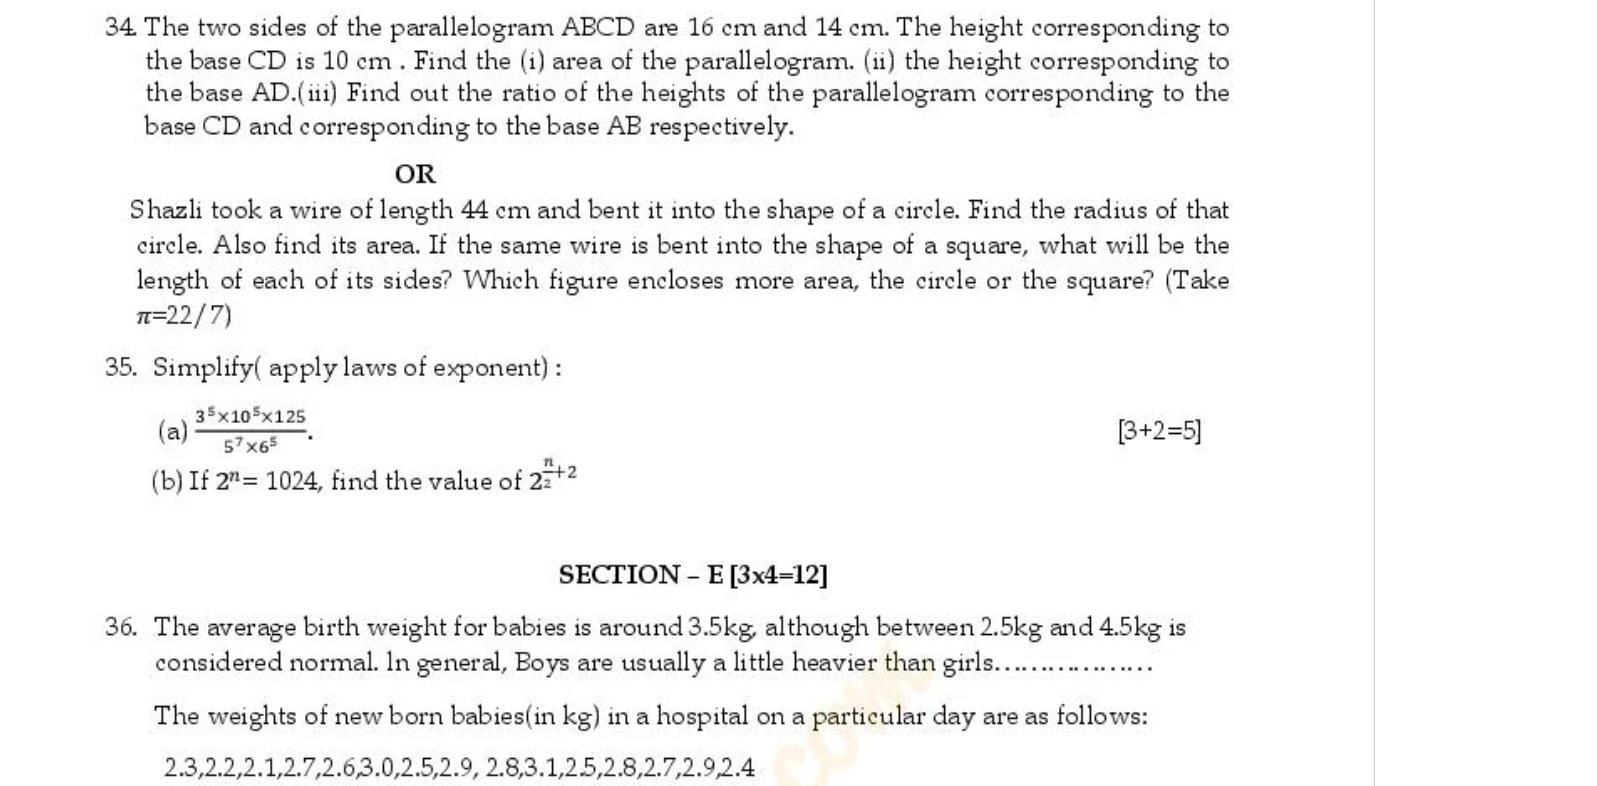 34. The two sides of the parallelogram ABCD are 16 cm and 14 cm. The height corresponding to
the base CD is 10 cm . Find the (i) area of the parallelogram. (ii) the height corresponding to
the base AD.(iii) Find out the ratio of the heights of the parallelogram corresponding to the
base CD and corresponding to the base AB respectively.
OR
Shazli took a wire of length 44 cm and bent it into the shape of a circle. Find the radius of that
circle. Also find its area. If the same wire is bent into the shape of a square, what will be the
length of each of its sides? Which figure encloses more area, the circle or the square? (Take
π=22/7)
35. Simplify( apply laws of exponent) :
(a) \frac{3^5×10^5×125}{5^7×6^5}. [3+2=5]
(b) If 2^n= 1024, find the value of 2^{\frac{n}{2}+2}
SECTION – E [3x4=12]
36. The average birth weight for babies is around 3.5kg, although between 2.5kg and 4.5kg is
considered normal. In general, Boys are usually a little heavier than girls..................
The weights of new born babies(in kg) in a hospital on a particular day are as follows:
2.3,2.2,2.1,2.7,2.6,3.0,2.5,2.9, 2.8,3.1,2.5,2.8,2.7,2.9,2.4
com